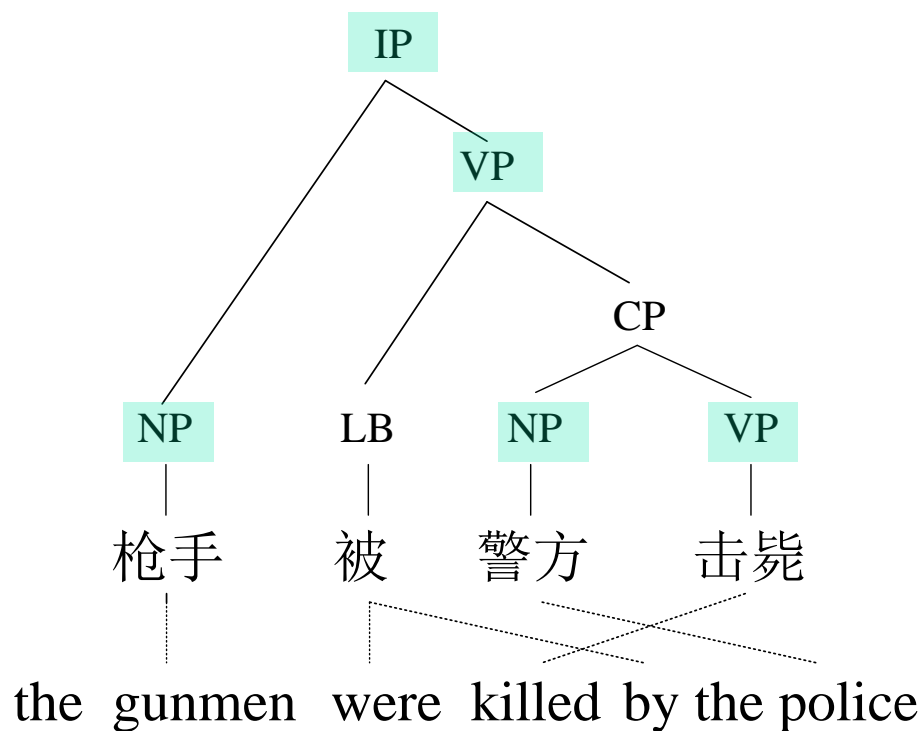 IP
VP
CP
NP LB NP VP
枪手 被 警方 击毙
the gunmen were killed by the police